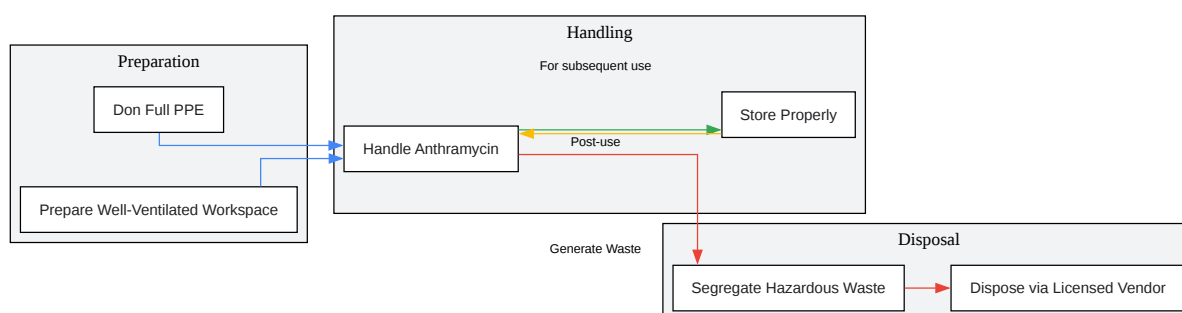 Preparation
Don Full PPE
Prepare Well-Ventilated Workspace
Handling
For subsequent use
Store Properly
Handle Anthramycin
Post-use
Generate Waste
Disposal
Segregate Hazardous Waste
Dispose via Licensed Vendor